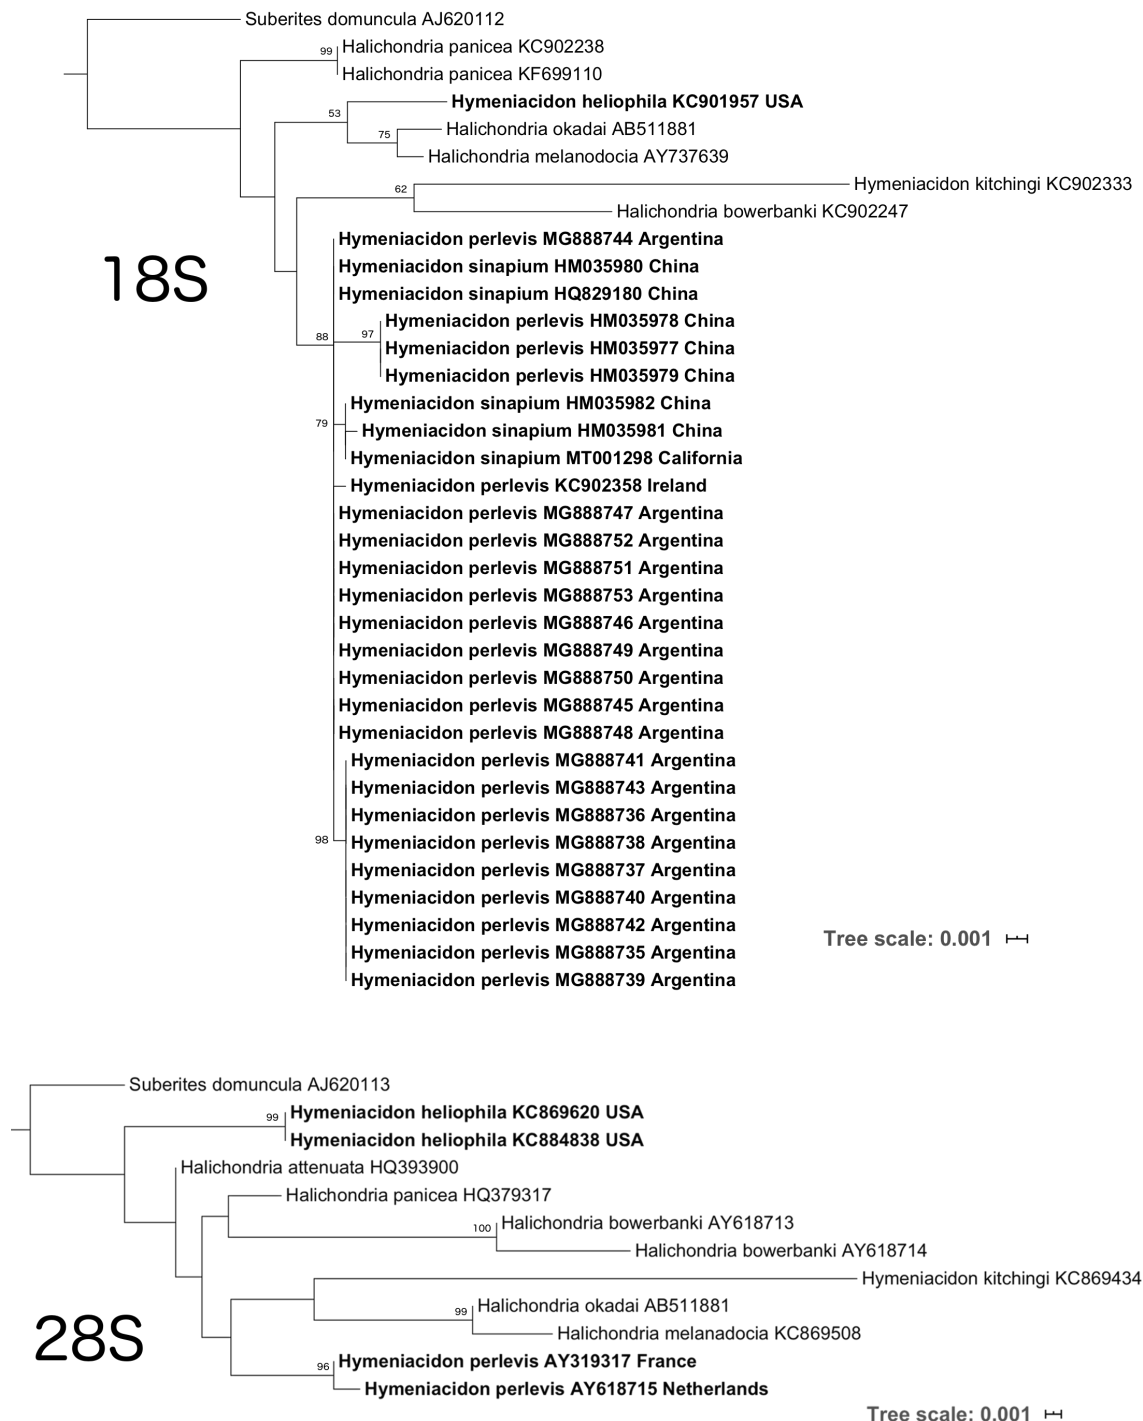 Suberites domuncula AJ620112
99
Halichondria panicea KC902238
Halichondria panicea KF699110
Hymeniacidon heliophila KC901957 USA
53
Halichondria okadai AB511881
75
Halichondria melanodocia AY737639
Hymeniacidon kitchingi KC902333
62
Halichondria bowerbanki KC902247
Hymeniacidon perlevis MG888744 Argentina
18S
Hymeniacidon sinapium HM035980 China
Hymeniacidon sinapium HQ829180 China
Hymeniacidon perlevis HM035978 China
88
97
Hymeniacidon perlevis HM035977 China
Hymeniacidon perlevis HM035979 China
Hymeniacidon sinapium HM035982 China
79
Hymeniacidon sinapium HM035981 China
Hymeniacidon sinapium MT001298 California
Hymeniacidon perlevis KC902358 Ireland
Hymeniacidon perlevis MG888747 Argentina
Hymeniacidon perlevis MG888752 Argentina
Hymeniacidon perlevis MG888751 Argentina
Hymeniacidon perlevis MG888753 Argentina
Hymeniacidon perlevis MG888746 Argentina
Hymeniacidon perlevis MG888749 Argentina
Hymeniacidon perlevis MG888750 Argentina
Hymeniacidon perlevis MG888745 Argentina
Hymeniacidon perlevis MG888748 Argentina
Hymeniacidon perlevis MG888741 Argentina
Hymeniacidon perlevis MG888743 Argentina
Hymeniacidon perlevis MG888736 Argentina
98
Hymeniacidon perlevis MG888738 Argentina
Hymeniacidon perlevis MG888737 Argentina
Hymeniacidon perlevis MG888740 Argentina
Hymeniacidon perlevis MG888742 Argentina
Tree scale: 0.001
Hymeniacidon perlevis MG888735 Argentina
Hymeniacidon perlevis MG888739 Argentina
Suberites domuncula AJ620113
99
Hymeniacidon heliophila KC869620 USA
Hymeniacidon heliophila KC884838 USA
Halichondria attenuata HQ393900
Halichondria panicea HQ379317
100
Halichondria bowerbanki AY618713
Halichondria bowerbanki AY618714
Hymeniacidon kitchingi KC869434
99
Halichondria okadai AB511881
28S
Halichondria melanadocia KC869508
96
Hymeniacidon perlevis AY319317 France
Hymeniacidon perlevis AY618715 Netherlands
Tree scale: 0.001